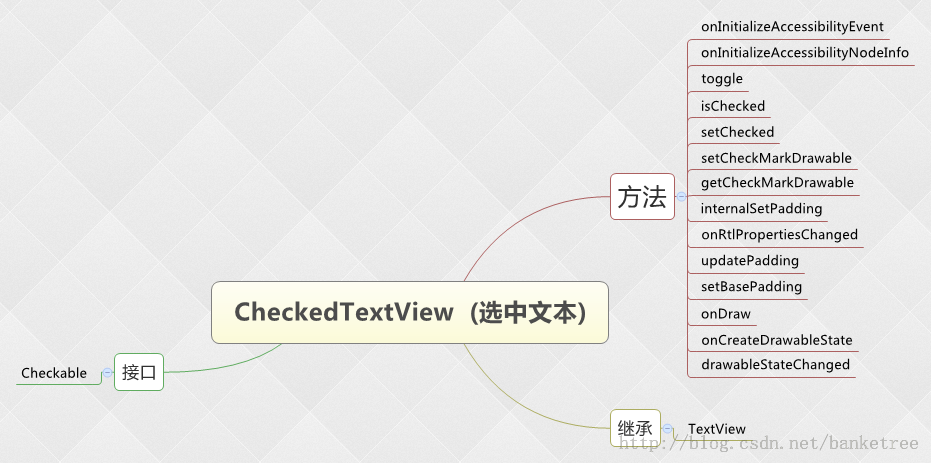 onInitializeAccessibilityEvent
onInitializeAccessibilityNodeInfo
toggle
isChecked
setChecked
setCheckMarkDrawable
getCheckMarkDrawable
internalSetPadding
onRtlPropertiesChanged
updatePadding
setBasePadding
onDraw
onCreateDrawableState
drawableStateChanged
方法
CheckedTextView（选中文本）
Checkable
接口
继承
TextView
http://blog.csdn.net/banketree